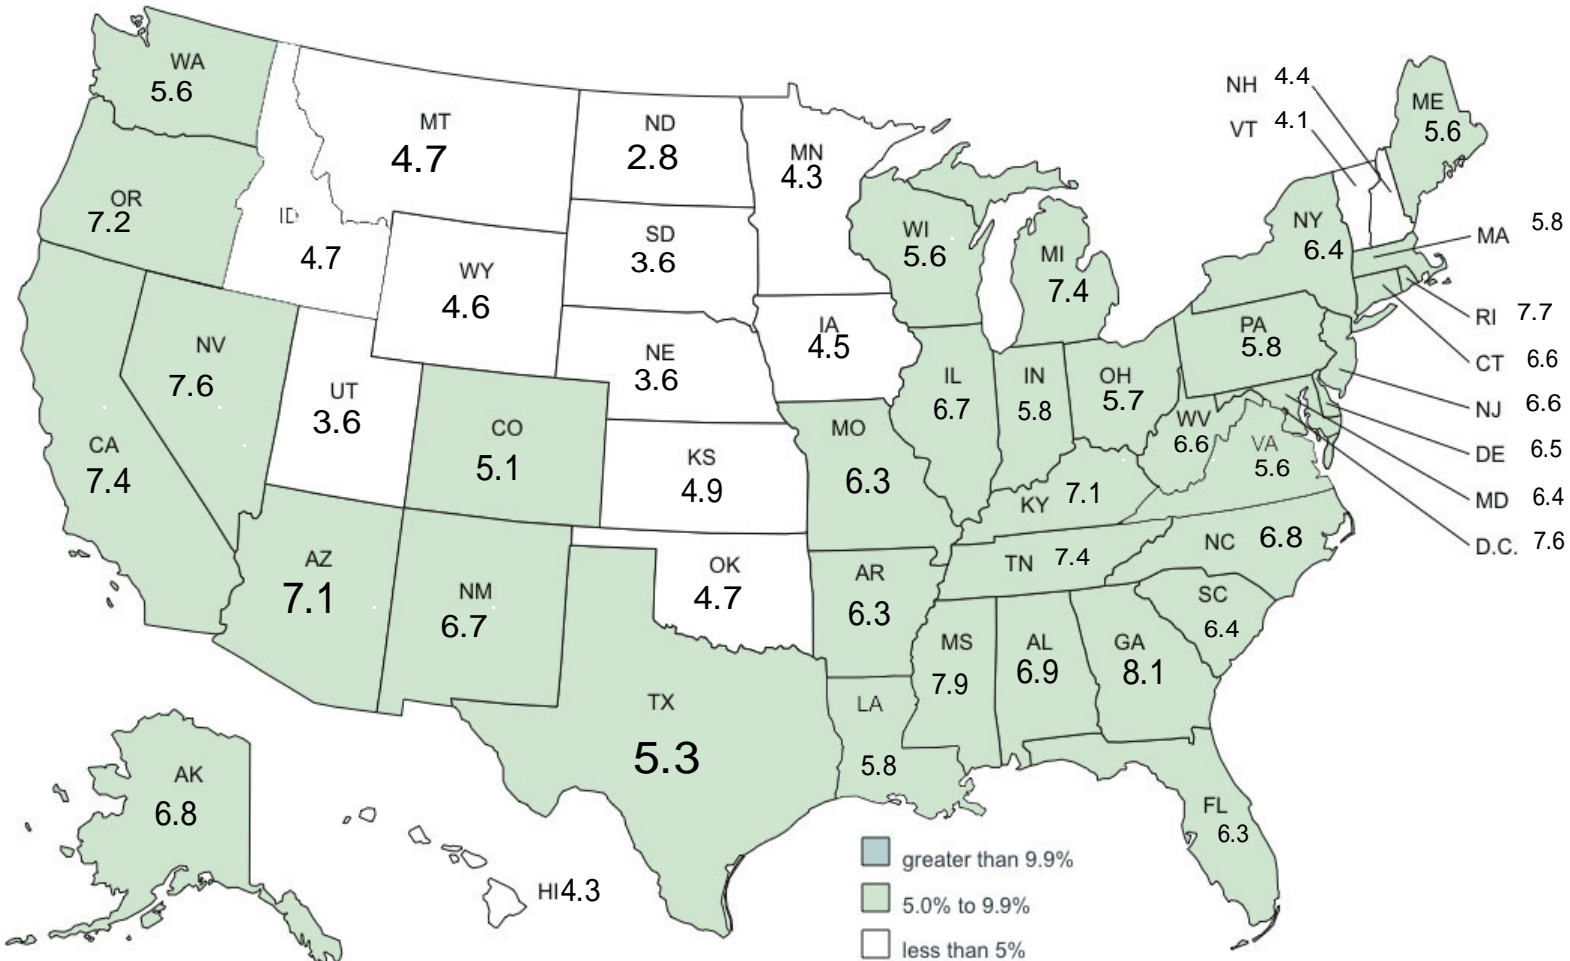 WA
5.6
OR
7.2
CA
7.4
NV
7.6
ID
4.7
MT
4.7
WY
4.6
UT
3.6
CO
5.1
AZ
7.1
NM
6.7
ND
2.8
SD
3.6
NE
3.6
KS
4.9
OK
4.7
TX
5.3
MN
4.3
IA
4.5
MO
6.3
AR
6.3
LA
5.8
WI
5.6
IL
6.7
MI
7.4
IN
5.8
OH
5.7
KY 7.1
TN 7.4
MS
7.9
AL
6.9
GA
8.1
FL
6.3
SC
6.4
NC 6.8
VA
5.6
WV
6.6
PA
5.8
NY
6.4
NH 4.4
VT 4.1
ME
5.6
MA 5.8
RI 7.7
CT 6.6
NJ 6.6
DE 6.5
MD 6.4
D.C. 7.6
AK
6.8
HI 4.3
greater than 9.9%
5.0% to 9.9%
less than 5%